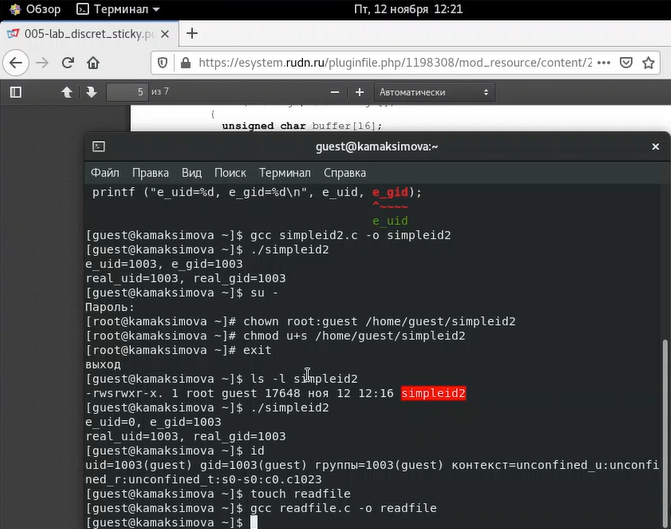 Обзор Терминал Пт, 12 ноября 12:21
005-lab_discret_sticky.pd
https://esystem.rudn.ru/pluginfile.php/1198308/mod_resource/content/2
5 из 7 Автоматически
{
unsigned char buffer[16];
guest@kamaksimova:~
Файл Правка Вид Поиск Терминал Справка
printf ("e_uid=%d, e_gid=%d\n", e_uid, e_gid);
^~~~~
e_uid
[guest@kamaksimova ~]$ gcc simpleid2.c -o simpleid2
[guest@kamaksimova ~]$ ./simpleid2
e_uid=1003, e_gid=1003
real_uid=1003, real_gid=1003
[guest@kamaksimova ~]$ su -
Пароль:
[root@kamaksimova ~]# chown root:guest /home/guest/simpleid2
[root@kamaksimova ~]# chmod u+s /home/guest/simpleid2
[root@kamaksimova ~]# exit
выход
[guest@kamaksimova ~]$ ls -l simpleid2
-rwsrwxr-x. 1 root guest 17648 ноя 12 12:16 simpleid2
[guest@kamaksimova ~]$ ./simpleid2
e_uid=0, e_gid=1003
real_uid=1003, real_gid=1003
[guest@kamaksimova ~]$ id
uid=1003(guest) gid=1003(guest) группы=1003(guest) контекст=unconfined_u:unconfi
ned_r:unconfined_t:s0-s0:c0.c1023
[guest@kamaksimova ~]$ touch readfile
[guest@kamaksimova ~]$ gcc readfile.c -o readfile
[guest@kamaksimova ~]$